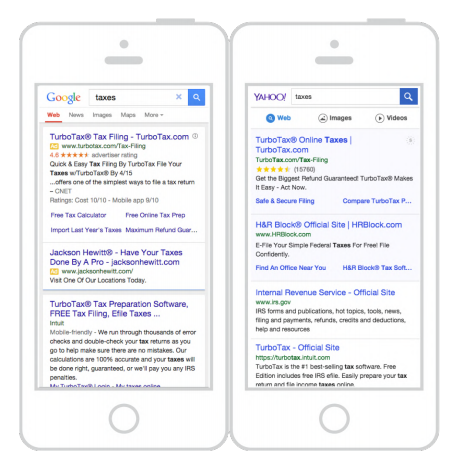 Google
taxes
Web News Images Maps More
TurboTax® Tax Filing - TurboTax.com
Ad www.turbotax.com/Tax-Filing
4.6 ★★★★★ advertiser rating
Quick & Easy Tax Filing By TurboTax File Your
Taxes w/TurboTax® By 4/15
...offers one of the simplest ways to file a tax return
– CNET
Ratings: Cost 10/10 - Mobile app 9/10
Free Tax Calculator Free Online Tax Prep
Import Last Year's Taxes Maximum Refund Guar...
Jackson Hewitt® - Have Your Taxes
Done By A Pro - jacksonhewitt.com
Ad www.jacksonhewitt.com/
Visit One Of Our Locations Today.
TurboTax® Tax Preparation Software,
FREE Tax Filing, Efile Taxes ...
Intuit
Mobile-friendly - We run through thousands of error
checks and double-check your tax returns as you
go to help make sure there are no mistakes. Our
calculations are 100% accurate and your taxes will
be done right, guaranteed, or we'll pay you any IRS
penalties.
My TurboTax® Login - My taxes online
YAHOO!
taxes
Web Images Videos
TurboTax® Online Taxes |
TurboTax.com
TurboTax.com/Tax-Filing
★★★★★ (15760)
Get the Biggest Refund Guaranteed! TurboTax® Makes
It Easy - Act Now.
Safe & Secure Filing Compare TurboTax P...
H&R Block® Official Site | HRBlock.com
www.HRBlock.com
E-File Your Simple Federal Taxes For Free! File
Confidently.
Find An Office Near You H&R Block® Tax Soft...
Internal Revenue Service - Official Site
www.irs.gov
IRS forms and publications, hot topics, tools, news,
filing and payments, refunds, credits and deductions,
help and resources
TurboTax - Official Site
https://turbotax.intuit.com
TurboTax is the #1 best-selling tax software. Free
Edition includes free IRS efile. Easily prepare your tax
return and file income taxes online